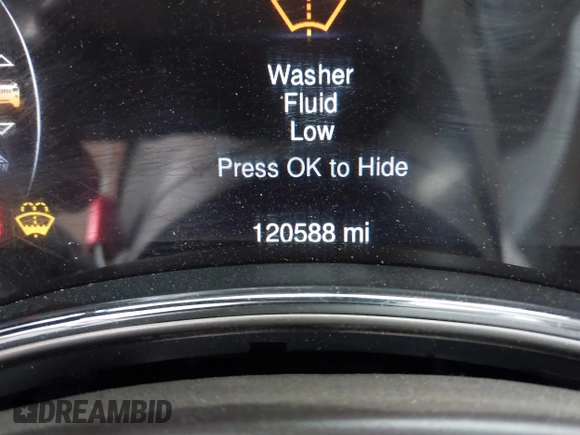 Washer
Fluid
Low
Press OK to Hide
120588 mi
DREAMBID